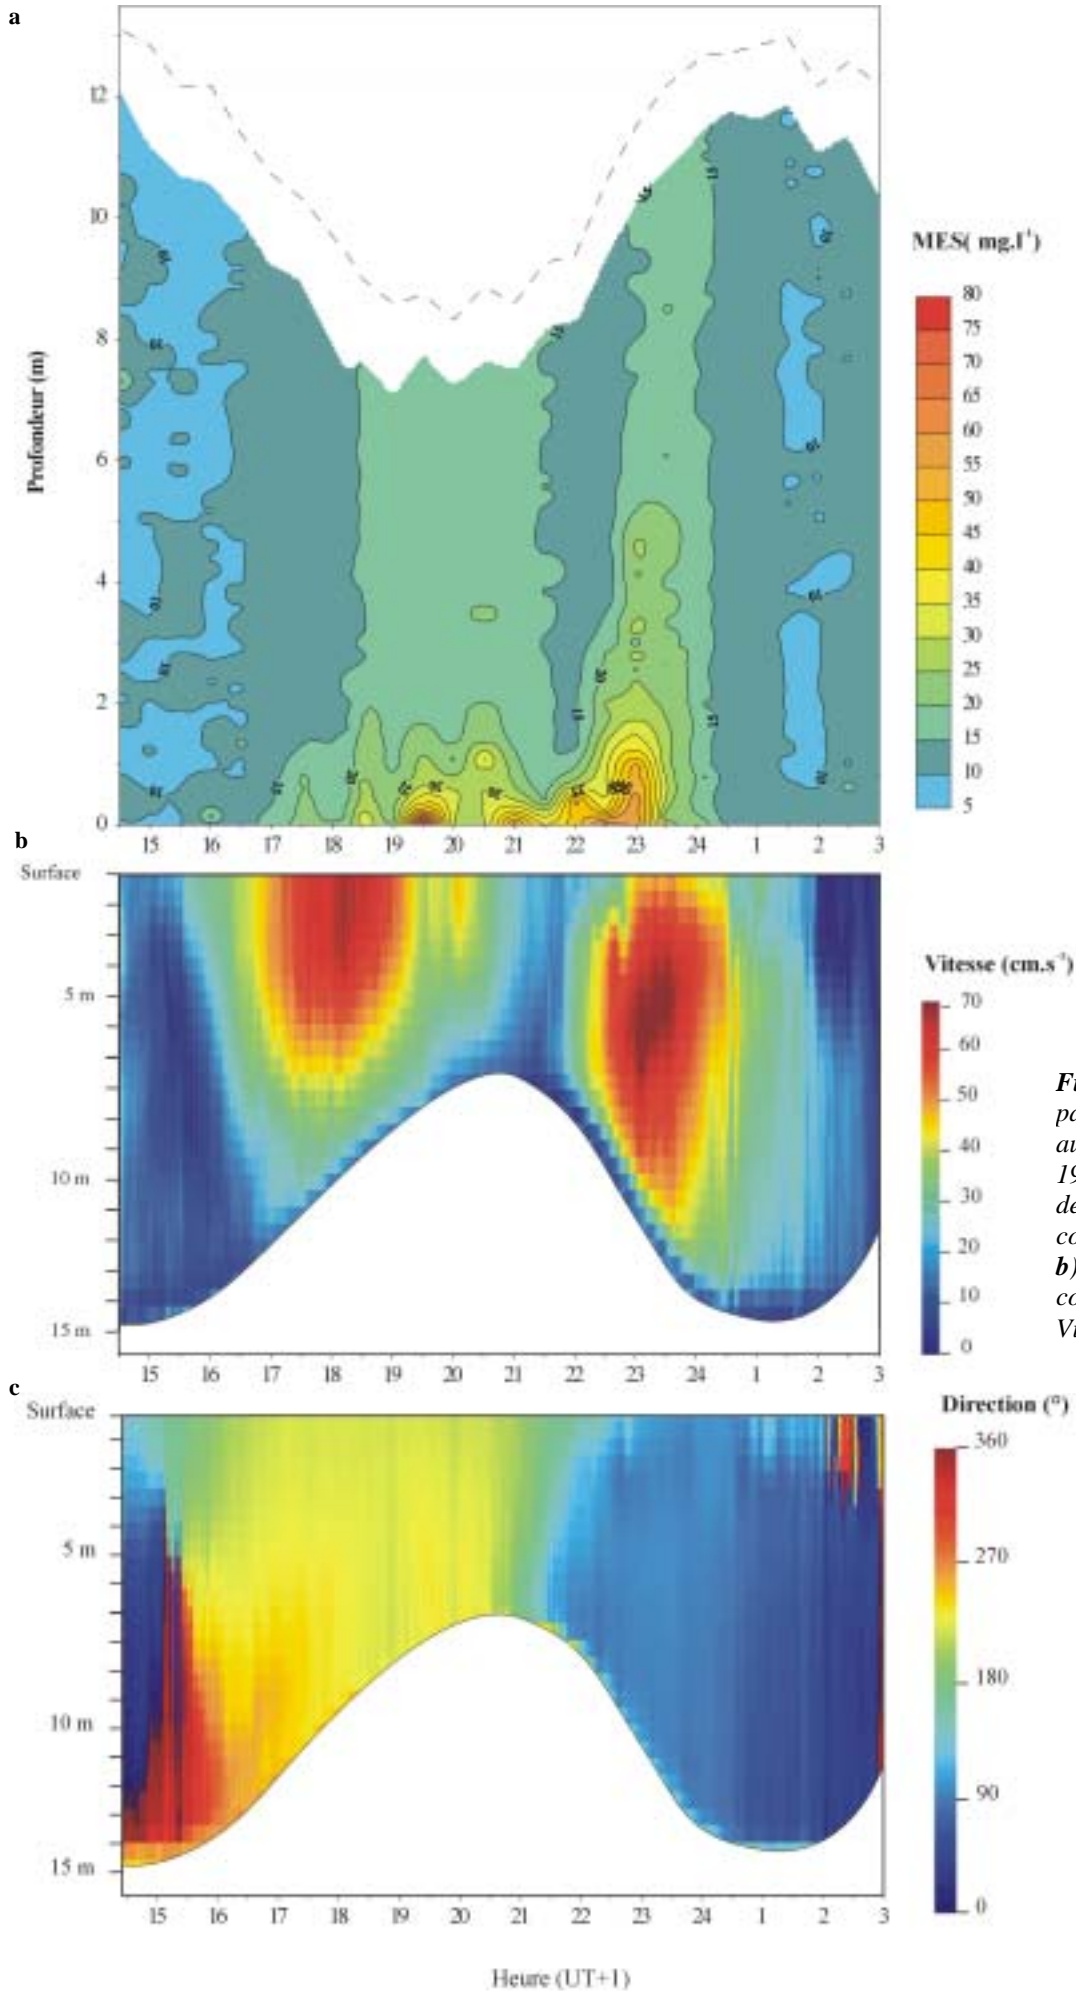 a
12
10
8
6
4
2
0
Profondeur (m)
15 16 17 18 19 20 21 22 23 24 1 2 3
MES( mg.l⁻¹)
80
75
70
65
60
55
50
45
40
35
30
25
20
15
10
5
b
Surface
5 m
10 m
15 m
15 16 17 18 19 20 21 22 23 24 1 2 3
Vitesse (cm.s⁻¹)
70
60
50
40
30
20
10
0
b)
c
Surface
5 m
10 m
15 m
15 16 17 18 19 20 21 22 23 24 1 2 3
Direction (°)
360
270
180
90
0
Heure (UT+1)